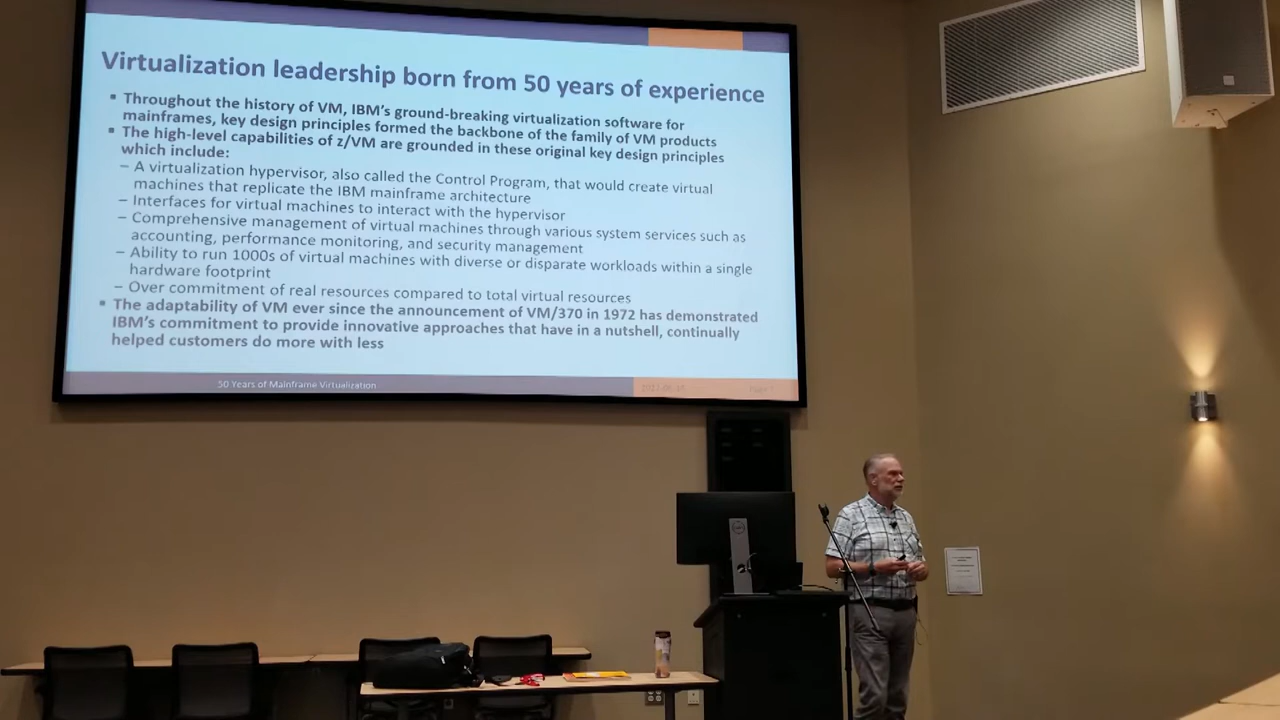 Virtualization leadership born from 50 years of experience
▪ Throughout the history of VM, IBM's ground-breaking virtualization software for
mainframes, key design principles formed the backbone of the family of VM products
▪ The high-level capabilities of z/VM are grounded in these original key design principles
which include:
– A virtualization hypervisor, also called the Control Program, that would create virtual
machines that replicate the IBM mainframe architecture
– Interfaces for virtual machines to interact with the hypervisor
– Comprehensive management of virtual machines through various system services such as
accounting, performance monitoring, and security management
– Ability to run 1000s of virtual machines with diverse or disparate workloads within a single
hardware footprint
– Over commitment of real resources compared to total virtual resources
▪ The adaptability of VM ever since the announcement of VM/370 in 1972 has demonstrated
IBM's commitment to provide innovative approaches that have in a nutshell, continually
helped customers do more with less
50 Years of Mainframe Virtualization
Page